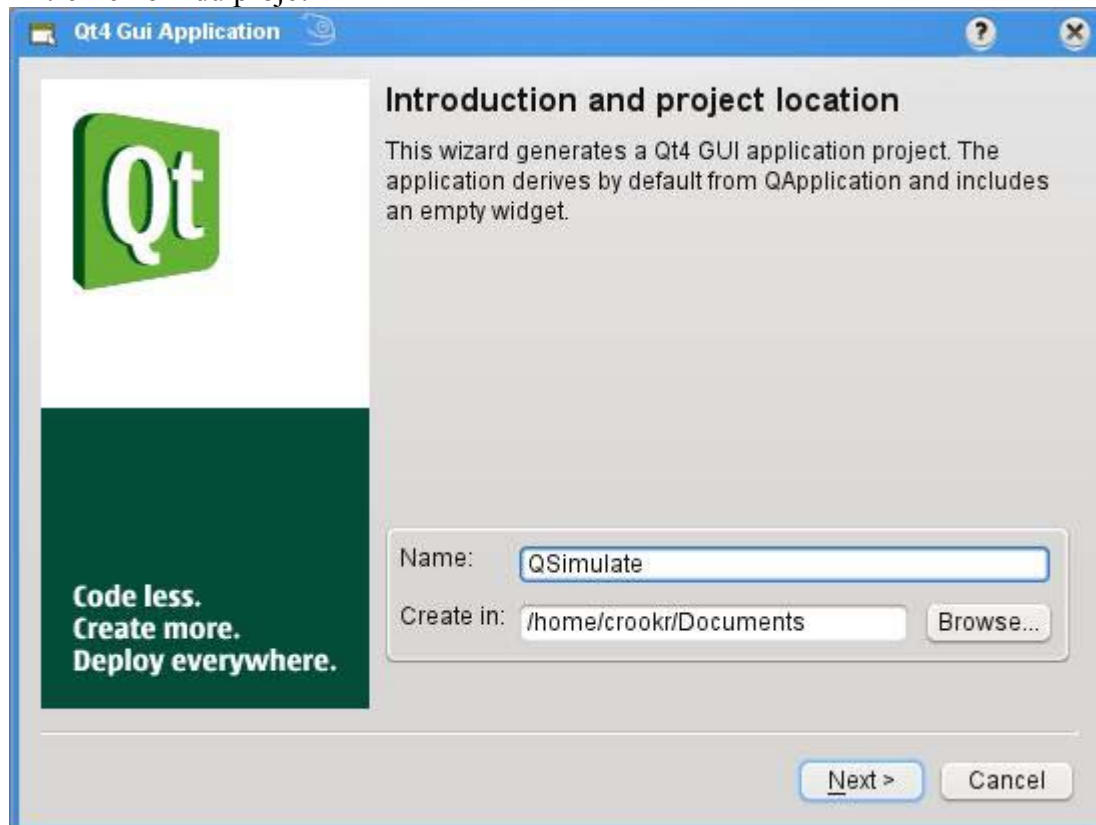 Qt4 Gui Application
Introduction and project location
This wizard generates a Qt4 GUI application project. The
application derives by default from QApplication and includes
an empty widget.
Qt
Name: QSimulate
Create in: /home/crookr/Documents Browse...
Code less.
Create more.
Deploy everywhere.
Next > Cancel